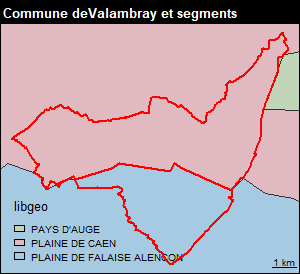 Commune deValambray et segments
libgeo
PAYS D'AUGE
PLAINE DE CAEN
PLAINE DE FALAISE ALENCON
1 km